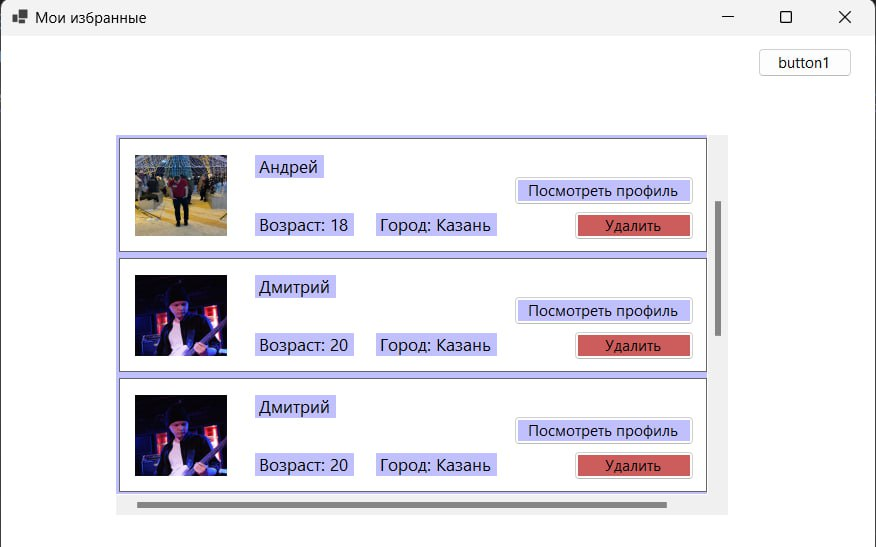 Мои избранные
button1
Андрей
Посмотреть профиль
Возраст: 18 Город: Казань Удалить
Дмитрий
Посмотреть профиль
Возраст: 20 Город: Казань Удалить
Дмитрий
Посмотреть профиль
Возраст: 20 Город: Казань Удалить